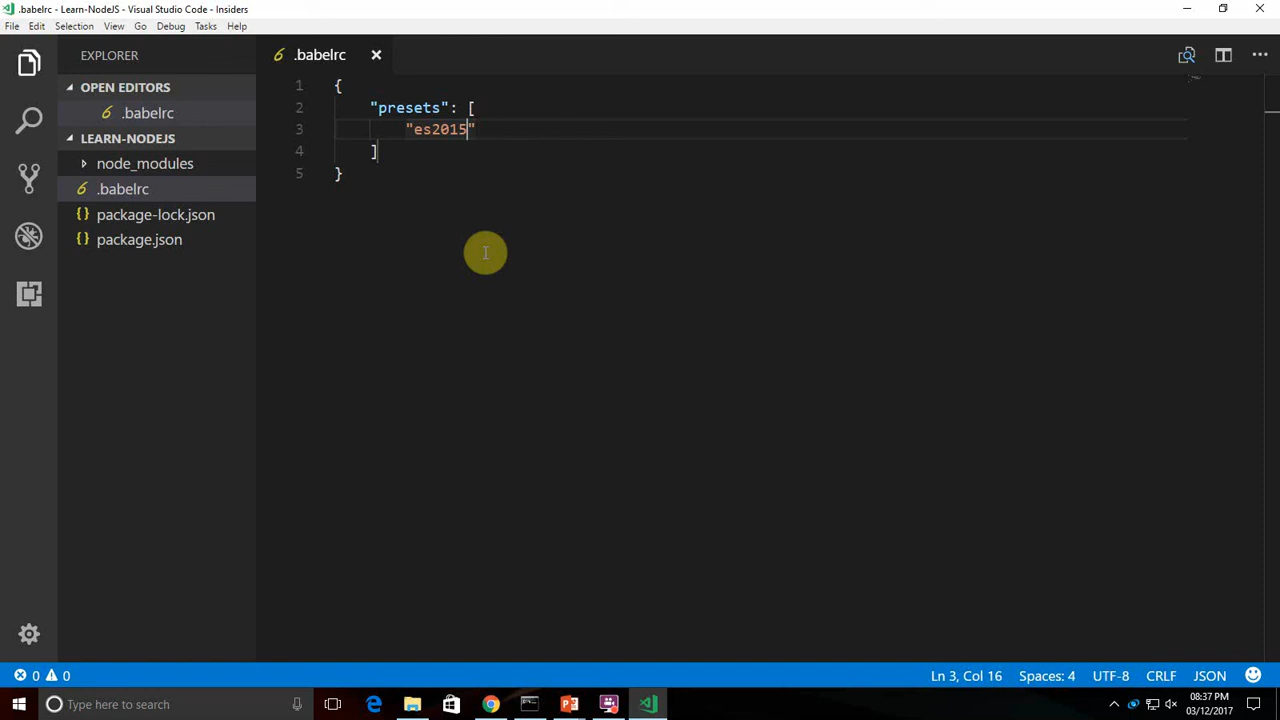 .babelrc - Learn-NodeJS - Visual Studio Code - Insiders
File Edit Selection View Go Debug Tasks Help
EXPLORER
OPEN EDITORS
.babelrc
LEARN-NODEJS
node_modules
.babelrc
package-lock.json
package.json
.babelrc
1 {
2 "presets": [
3 "es2015"
4 ]
5 }
0 0
Ln 3, Col 16 Spaces: 4 UTF-8 CRLF JSON
Type here to search
08:37 PM
03/12/2017